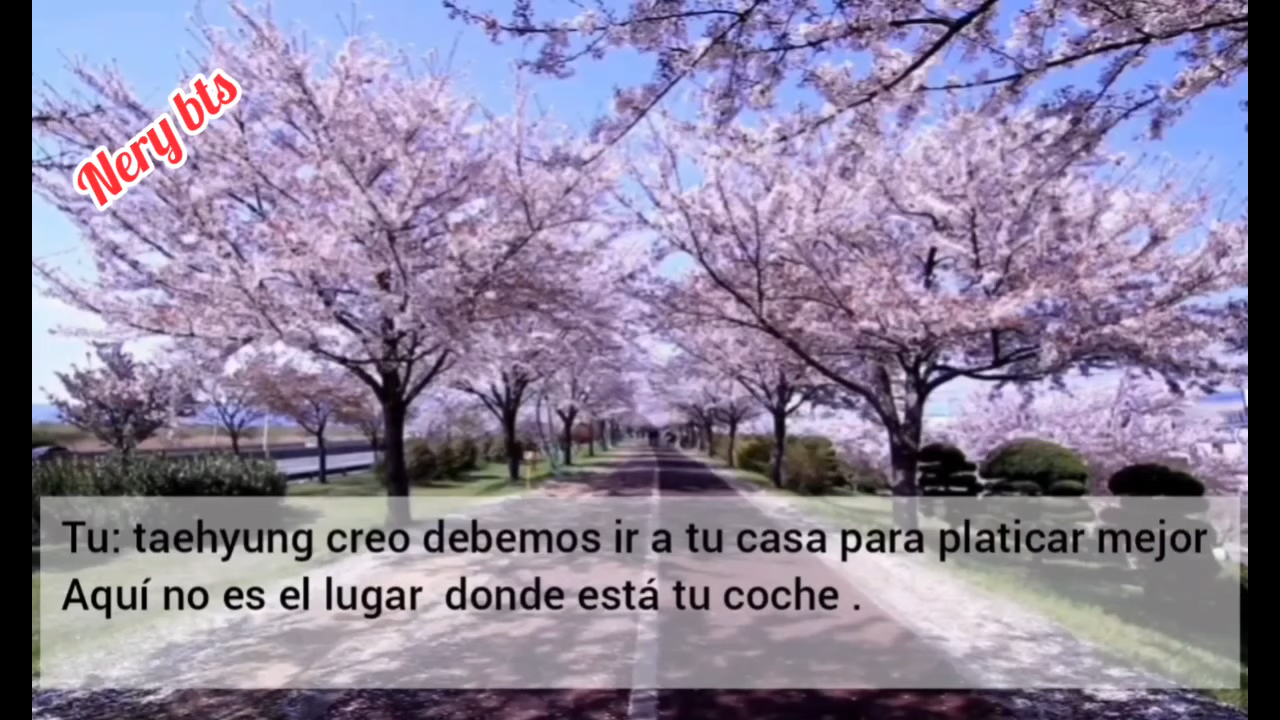 Nery bts
Tu: taehyung creo debemos ir a tu casa para platicar mejor
Aquí no es el lugar  donde está tu coche .